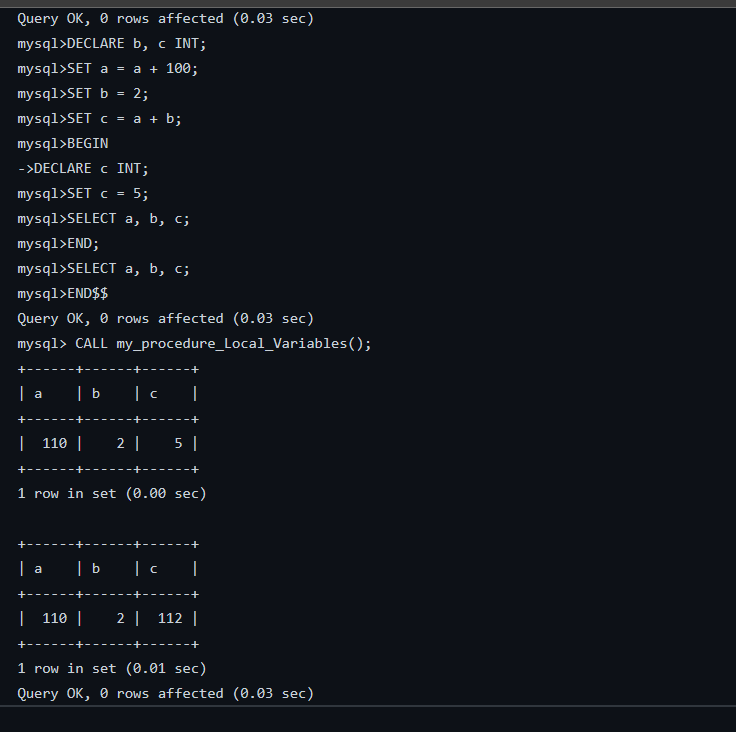 Query OK, 0 rows affected (0.03 sec)
mysql>DECLARE b, c INT;
mysql>SET a = a + 100;
mysql>SET b = 2;
mysql>SET c = a + b;
mysql>BEGIN
->DECLARE c INT;
mysql>SET c = 5;
mysql>SELECT a, b, c;
mysql>END;
mysql>SELECT a, b, c;
mysql>END$$
Query OK, 0 rows affected (0.03 sec)
mysql> CALL my_procedure_Local_Variables();
+------+------+------+
| a    | b    | c    |
+------+------+------+
|  110 |    2 |    5 |
+------+------+------+
1 row in set (0.00 sec)

+------+------+------+
| a    | b    | c    |
+------+------+------+
|  110 |    2 |  112 |
+------+------+------+
1 row in set (0.01 sec)
Query OK, 0 rows affected (0.03 sec)